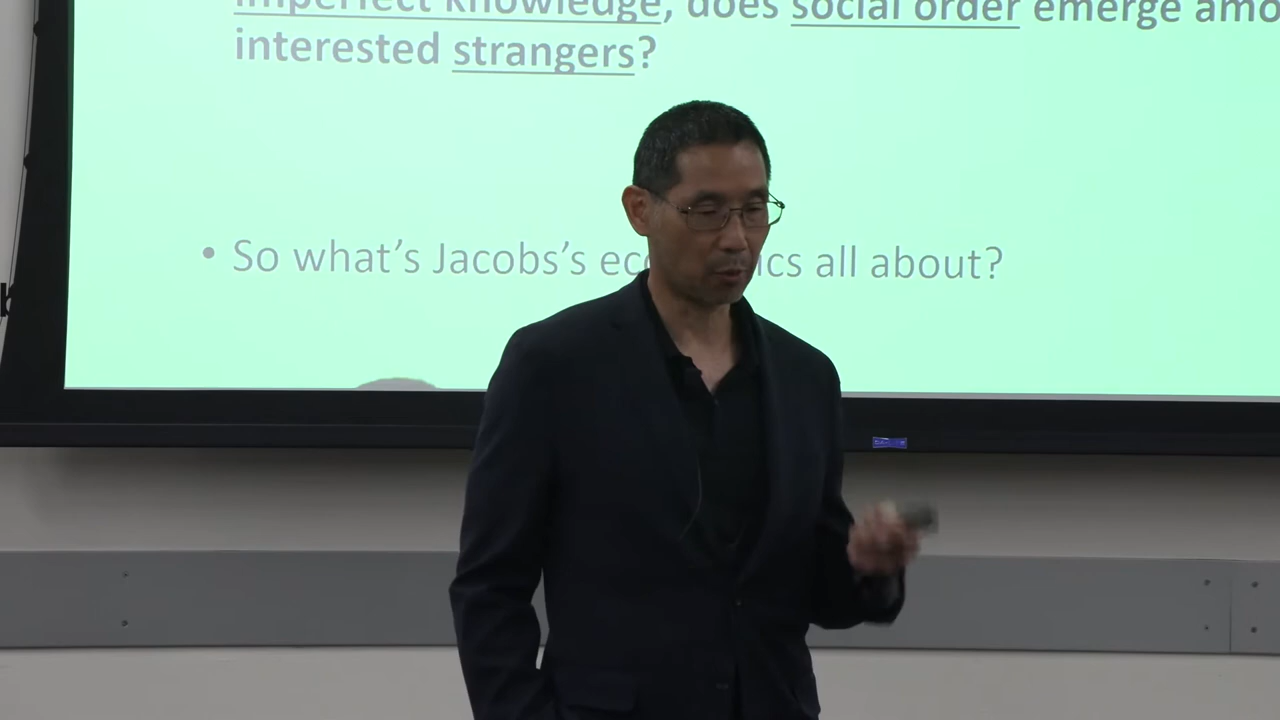 imperfect knowledge, does social order emerge amo
interested strangers?
• So what's Jacobs's ec ics all about?